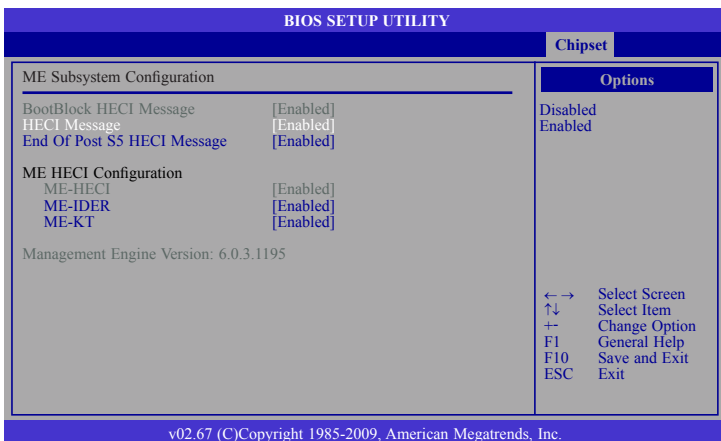 BIOS SETUP UTILITY
Chipset
ME Subsystem Configuration
BootBlock HECI Message [Enabled]
HECI Message [Enabled]
End Of Post S5 HECI Message [Enabled]
ME HECI Configuration
ME-HECI [Enabled]
ME-IDER [Enabled]
ME-KT [Enabled]
Management Engine Version: 6.0.3.1195
Options
Disabled
Enabled
←→ Select Screen
↑↓ Select Item
+- Change Option
F1 General Help
F10 Save and Exit
ESC Exit
v02.67 (C)Copyright 1985-2009, American Megatrends, Inc.